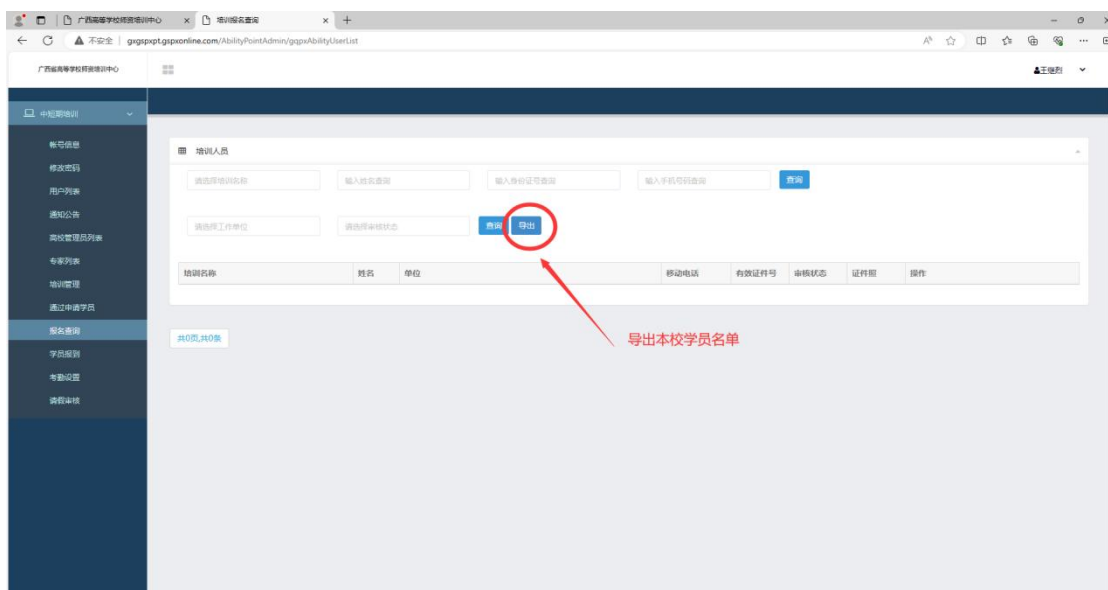 广西高等学校师资培训中心
培训报名查询
不安全
gxgspxpt.gspxonline.com/AbilityPointAdmin/gqpxAbilityUserList
广西省高等学校师资培训中心
王继烈
中短期培训
帐号信息
修改密码
用户列表
通知公告
高校管理员列表
专家列表
培训管理
通过申请学员
报名查询
学员报到
考勤设置
请假审核
培训人员
请选择培训名称 输入姓名查询 输入身份证号查询 输入手机号码查询 查询
请选择工作单位 请选择审核状态 查询 导出
培训名称 姓名 单位 移动电话 有效证件号 审核状态 证件照 操作
共0页,共0条
导出本校学员名单